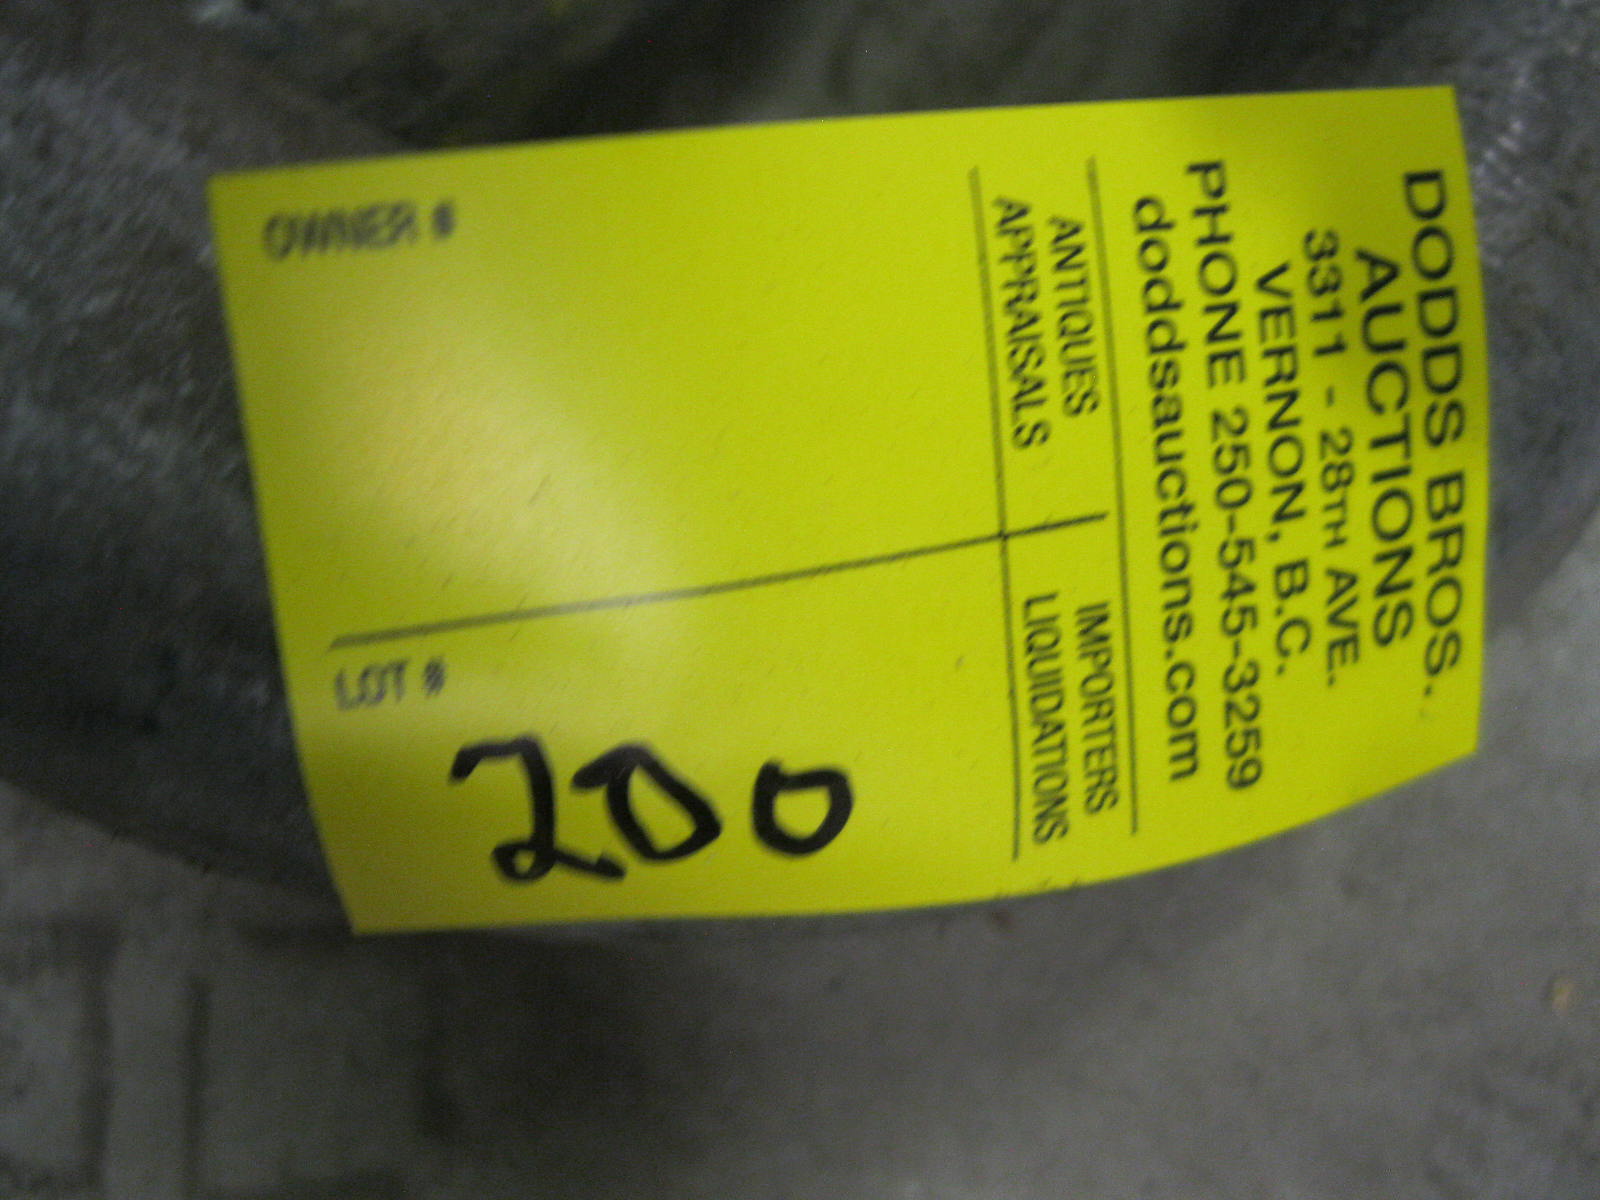 DODDS BROS.
AUCTIONS
3311 - 28TH AVE.
VERNON, B.C.
PHONE 250-545-3259
doddsauctions.com
ANTIQUES
APPRAISALS
IMPORTERS
LIQUIDATIONS
OWNER #
LOT #
200